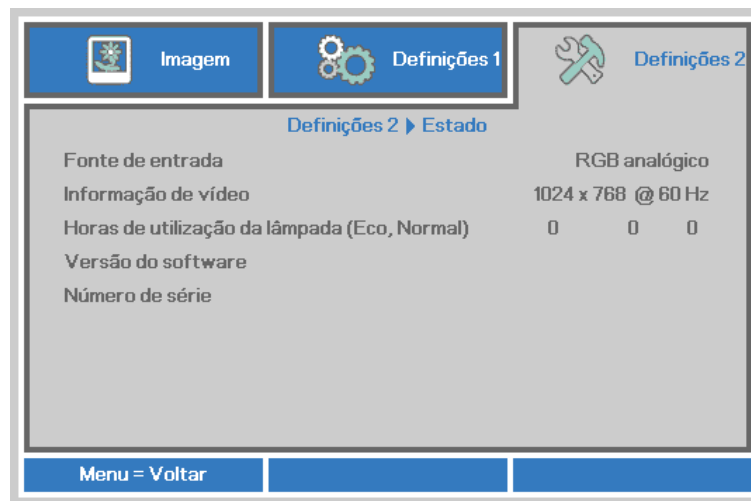 Imagem
Definições 1
Definições 2
Definições 2 ▶ Estado
Fonte de entrada RGB analógico
Informação de vídeo 1024 x 768 @ 60 Hz
Horas de utilização da lâmpada (Eco, Normal) 0 0 0
Versão do software
Número de série
Menu = Voltar